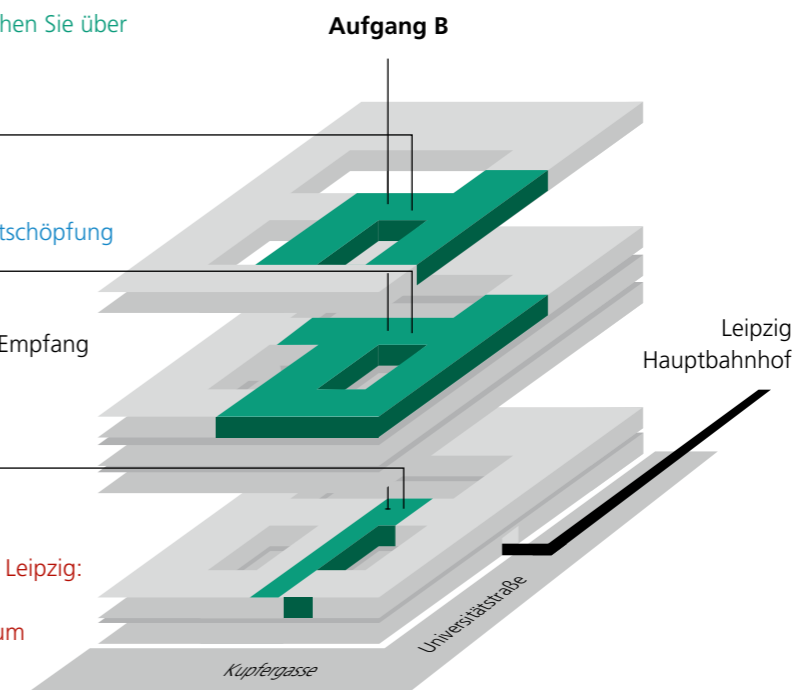 hen Sie über
Aufgang B
tschöpfung
Empfang
Leipzig
Hauptbahnhof
Leipzig:
um
Universitätstraße
Kupfergasse